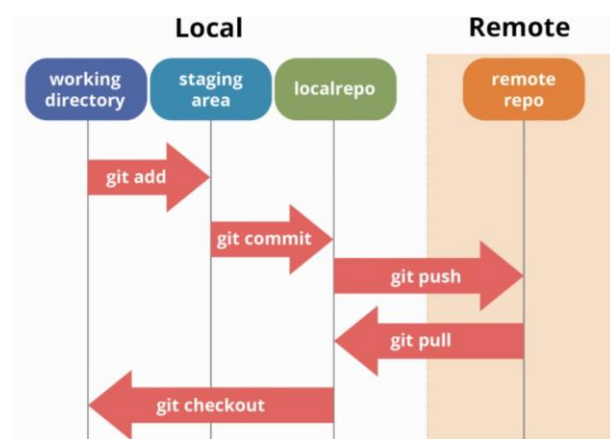 Local
Remote
working
directory
staging
area
localrepo
remote
repo
git add
git commit
git push
git pull
git checkout